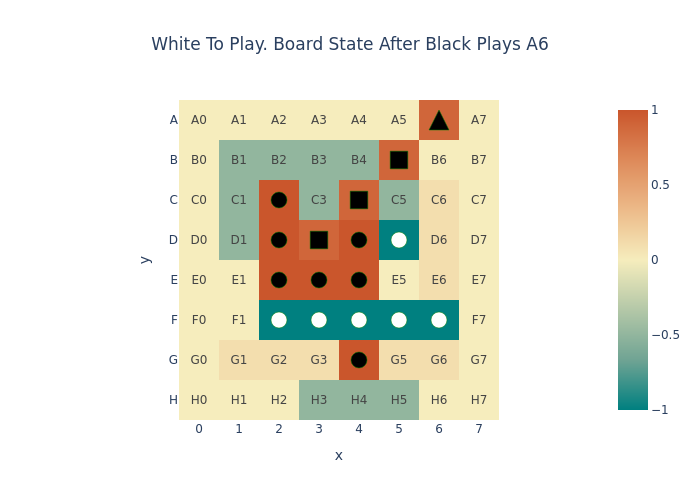 White To Play. Board State After Black Plays A6
A A0 A1 A2 A3 A4 A5 A7
B B0 B1 B2 B3 B4 B6 B7
C C0 C1 C3 C5 C6 C7
D D0 D1 D6 D7
E E0 E1 E5 E6 E7
F F0 F1 F7
G G0 G1 G2 G3 G5 G6 G7
H H0 H1 H2 H3 H4 H5 H6 H7
0 1 2 3 4 5 6 7
x
y
1
0.5
0
−0.5
−1